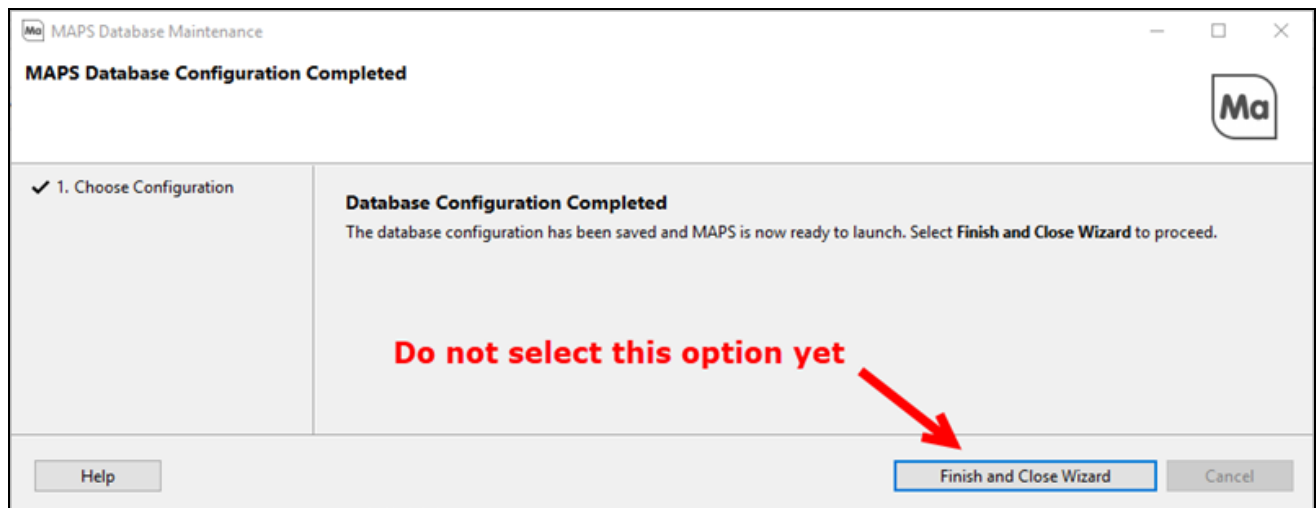 Ma MAPS Database Maintenance
MAPS Database Configuration Completed
Ma
✔ 1. Choose Configuration
Database Configuration Completed
The database configuration has been saved and MAPS is now ready to launch. Select Finish and Close Wizard to proceed.
Do not select this option yet
Help
Finish and Close Wizard
Cancel